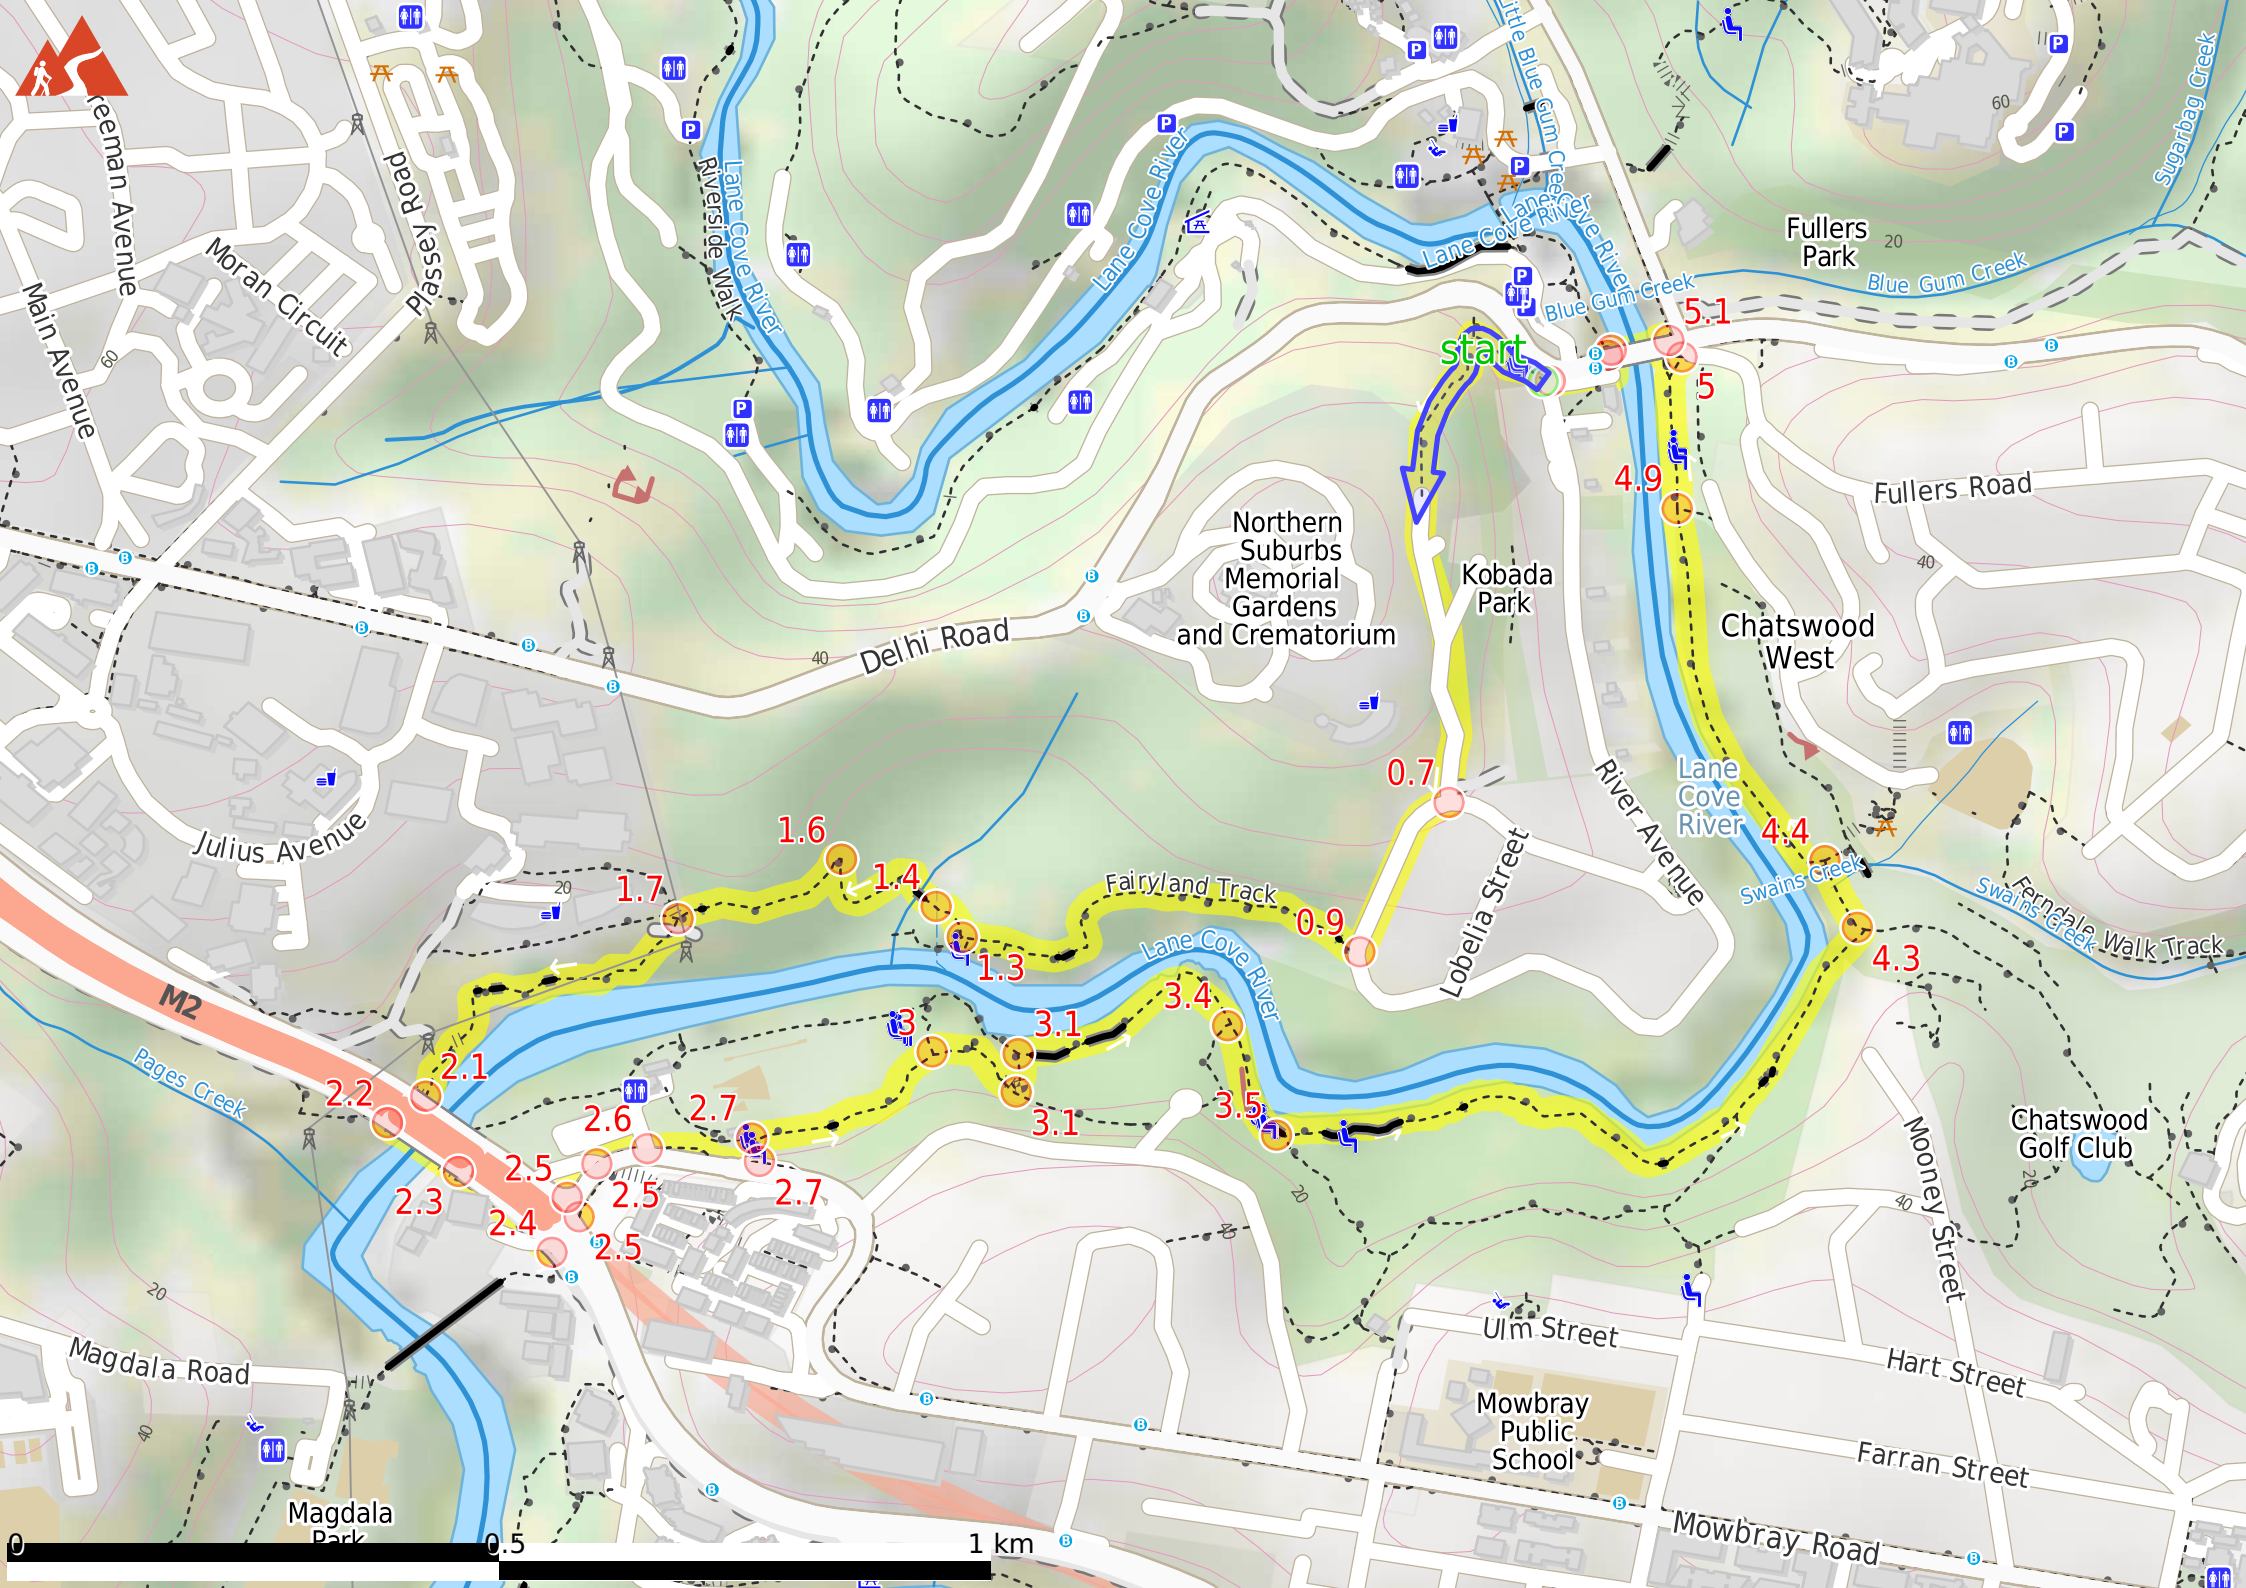 Little Blue Gum Creek
Sugarbag Creek
60
reeman Avenue
Plassey Road
Riverside Walk
Lane Cove River
Lane Cove River
Lane Cove River
Lane Cove River
Fullers
Park
20
Blue Gum Creek
Blue Gum Creek
Moran Circuit
Main Avenue
60
start
5.1
5
4.9
Fullers Road
40
Northern
Suburbs
Memorial
Gardens
and Crematorium
Kobada
Park
Chatswood
West
Delhi Road
40
Lane
Cove
River
River Avenue
0.7
Julius Avenue
20
1.7
1.6
1.4
1.3
Fairyland Track
0.9
Lobelia Street
4.4
Swains Creek
Swains Creek
Ferndale Walk Track
4.3
M2
Pages Creek
Lane Cove River
3
3.1
3.4
3.1
3.5
2.1
2.2
2.3
2.4
2.5
2.5
2.5
2.6
2.7
2.7
20
40
Mooney Street
Chatswood
Golf Club
20
40
20
Magdala Road
40
Magdala
Park
Ulm Street
Hart Street
Mowbray
Public
School
Farran Street
Mowbray Road
0
0.5
1 km